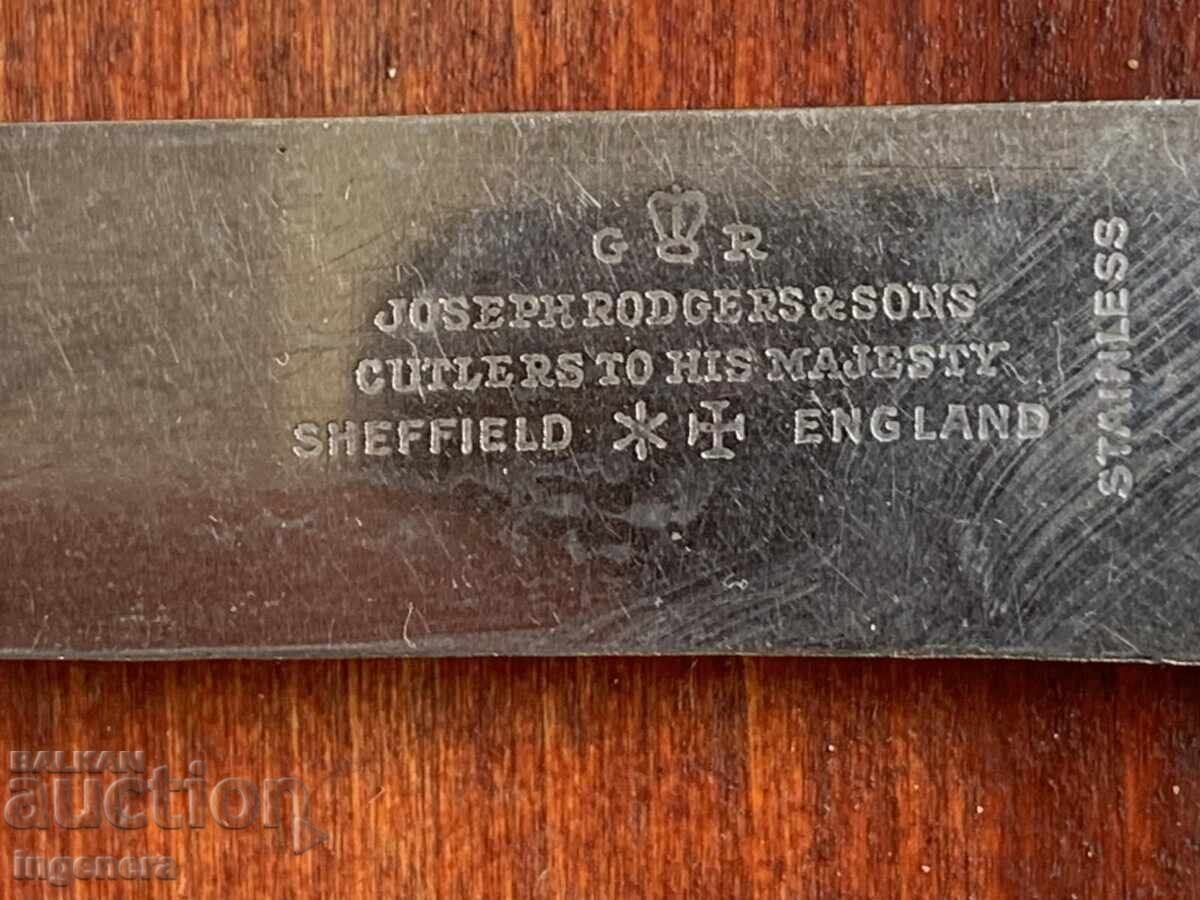 G R
JOSEPH RODGERS & SONS
CUTLERS TO HIS MAJESTY
SHEFFIELD ENGLAND
STAINLESS
BALKAN
auction
ingenera